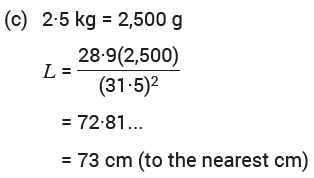 (c) 2·5 kg = 2,500 g
L = 28·9(2,500) / (31·5)²
= 72·81...
= 73 cm (to the nearest cm)